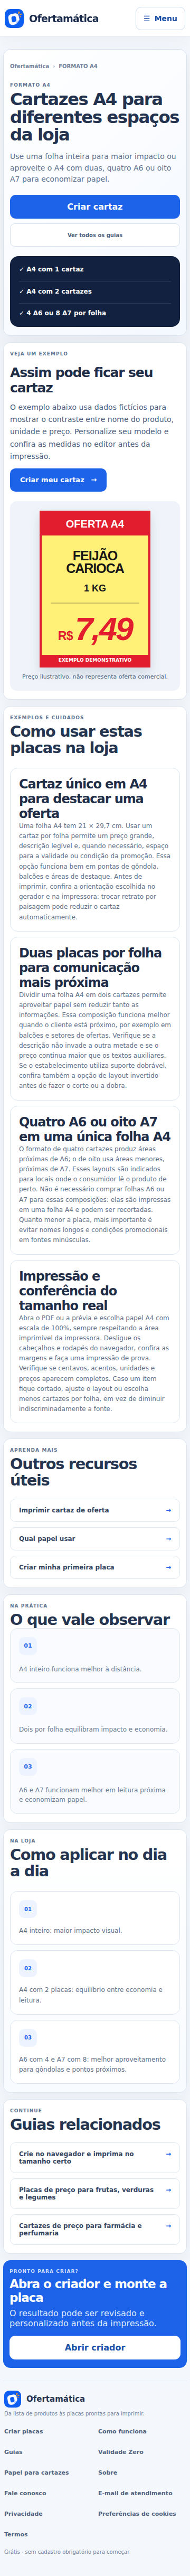 Ofertamática
☰ Menu
Ofertamática › FORMATO A4
FORMATO A4
Cartazes A4 para
diferentes espaços
da loja
Use uma folha inteira para maior impacto ou
aproveite o A4 com duas, quatro A6 ou oito
A7 para economizar papel.
Criar cartaz
Ver todos os guias
✓ A4 com 1 cartaz
✓ A4 com 2 cartazes
✓ 4 A6 ou 8 A7 por folha
VEJA UM EXEMPLO
Assim pode ficar seu
cartaz
O exemplo abaixo usa dados fictícios para
mostrar o contraste entre nome do produto,
unidade e preço. Personalize seu modelo e
confira as medidas no editor antes da
impressão.
Criar meu cartaz →
OFERTA A4
FEIJÃO
CARIOCA
1 KG
R$ 7,49
EXEMPLO DEMONSTRATIVO
Preço ilustrativo, não representa oferta comercial.
EXEMPLOS E CUIDADOS
Como usar estas
placas na loja
Cartaz único em A4
para destacar uma
oferta
Uma folha A4 tem 21 × 29,7 cm. Usar um
cartaz por folha permite um preço grande,
descrição legível e, quando necessário, espaço
para a validade ou condição da promoção. Essa
opção funciona bem em pontas de gôndola,
balcões e áreas de destaque. Antes de
imprimir, confira a orientação escolhida no
gerador e na impressora: trocar retrato por
paisagem pode reduzir o cartaz
automaticamente.
Duas placas por folha
para comunicação
mais próxima
Dividir uma folha A4 em dois cartazes permite
aproveitar papel sem reduzir tanto as
informações. Essa composição funciona melhor
quando o cliente está próximo, por exemplo em
balcões e setores de ofertas. Verifique se a
descrição não invade a outra metade e se o
preço continua maior que os textos auxiliares.
Se o estabelecimento utiliza suporte dobrável,
confira também a opção de layout invertido
antes de fazer o corte ou a dobra.
Quatro A6 ou oito A7
em uma única folha A4
O formato de quatro cartazes produz áreas
próximas de A6, o de oito usa áreas menores,
próximas de A7. Esses layouts são indicados
para locais onde o consumidor lê o produto de
perto. Não é necessário comprar folhas A6 ou
A7 para essas composições: elas são impressas
em uma folha A4 e podem ser recortadas.
Quanto menor a placa, mais importante é
evitar nomes longos e condições promocionais
em fontes minúsculas.
Impressão e
conferência do
tamanho real
Abra o PDF ou a prévia e escolha papel A4 com
escala de 100%, sempre respeitando a área
imprimível da impressora. Desligue os
cabeçalhos e rodapés do navegador, confira as
margens e faça uma impressão de prova.
Verifique se centavos, acentos, unidade e
preços aparecem completos. Caso um item
fique cortado, ajuste o layout ou escolha
menos cartazes por folha, em vez de diminuir
indiscriminadamente a fonte.
APRENDA MAIS
Outros recursos
úteis
Imprimir cartaz de oferta →
Qual papel usar →
Criar minha primeira placa →
NA PRÁTICA
O que vale observar
01
A4 inteiro funciona melhor à distância.
02
Dois por folha equilibram impacto e economia.
03
A6 e A7 funcionam melhor em leitura próxima
e economizam papel.
NA LOJA
Como aplicar no dia
a dia
01
A4 inteiro: maior impacto visual.
02
A4 com 2 placas: equilíbrio entre economia e
leitura.
03
A6 com 4 e A7 com 8: melhor aproveitamento
para gôndolas e pontos próximos.
CONTINUE
Guias relacionados
Crie no navegador e imprima no
tamanho certo →
Placas de preço para frutas, verduras
e legumes →
Cartazes de preço para farmácia e
perfumaria →
PRONTO PARA CRIAR?
Abra o criador e monte a
placa
O resultado pode ser revisado e
personalizado antes da impressão.
Abrir criador
Ofertamática
Da lista de produtos às placas prontas para imprimir.
Criar placas
Como funciona
Guias
Validade Zero
Papel para cartazes
Sobre
Fale conosco
E-mail de atendimento
Privacidade
Preferências de cookies
Termos
Grátis · sem cadastro obrigatório para começar